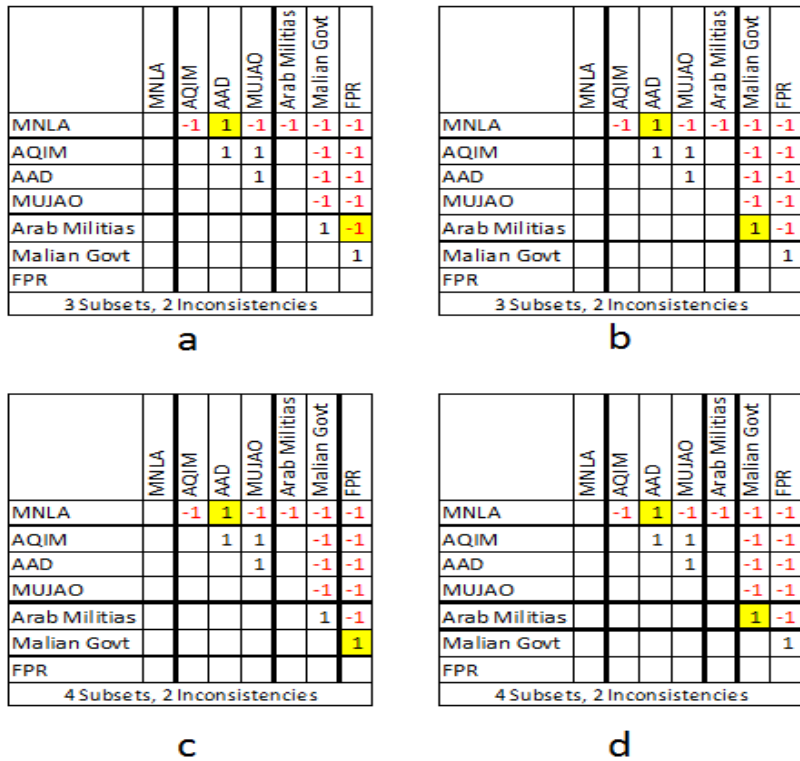 MNLA AQIM AAD MUJAO Arab Militias Malian Govt FPR
MNLA -1 1 -1 -1 -1 -1
AQIM 1 1 -1 -1
AAD 1 -1 -1
MUJAO -1 -1
Arab Militias 1 -1
Malian Govt 1
FPR
3 Subsets, 2 Inconsistencies
a
MNLA AQIM AAD MUJAO Arab Militias Malian Govt FPR
MNLA -1 1 -1 -1 -1 -1
AQIM 1 1 -1 -1
AAD 1 -1 -1
MUJAO -1 -1
Arab Militias 1 -1
Malian Govt 1
FPR
3 Subsets, 2 Inconsistencies
b
MNLA AQIM AAD MUJAO Arab Militias Malian Govt FPR
MNLA -1 1 -1 -1 -1 -1
AQIM 1 1 -1 -1
AAD 1 -1 -1
MUJAO -1 -1
Arab Militias 1 -1
Malian Govt 1
FPR
4 Subsets, 2 Inconsistencies
c
MNLA AQIM AAD MUJAO Arab Militias Malian Govt FPR
MNLA -1 1 -1 -1 -1 -1
AQIM 1 1 -1 -1
AAD 1 -1 -1
MUJAO -1 -1
Arab Militias 1 -1
Malian Govt 1
FPR
4 Subsets, 2 Inconsistencies
d